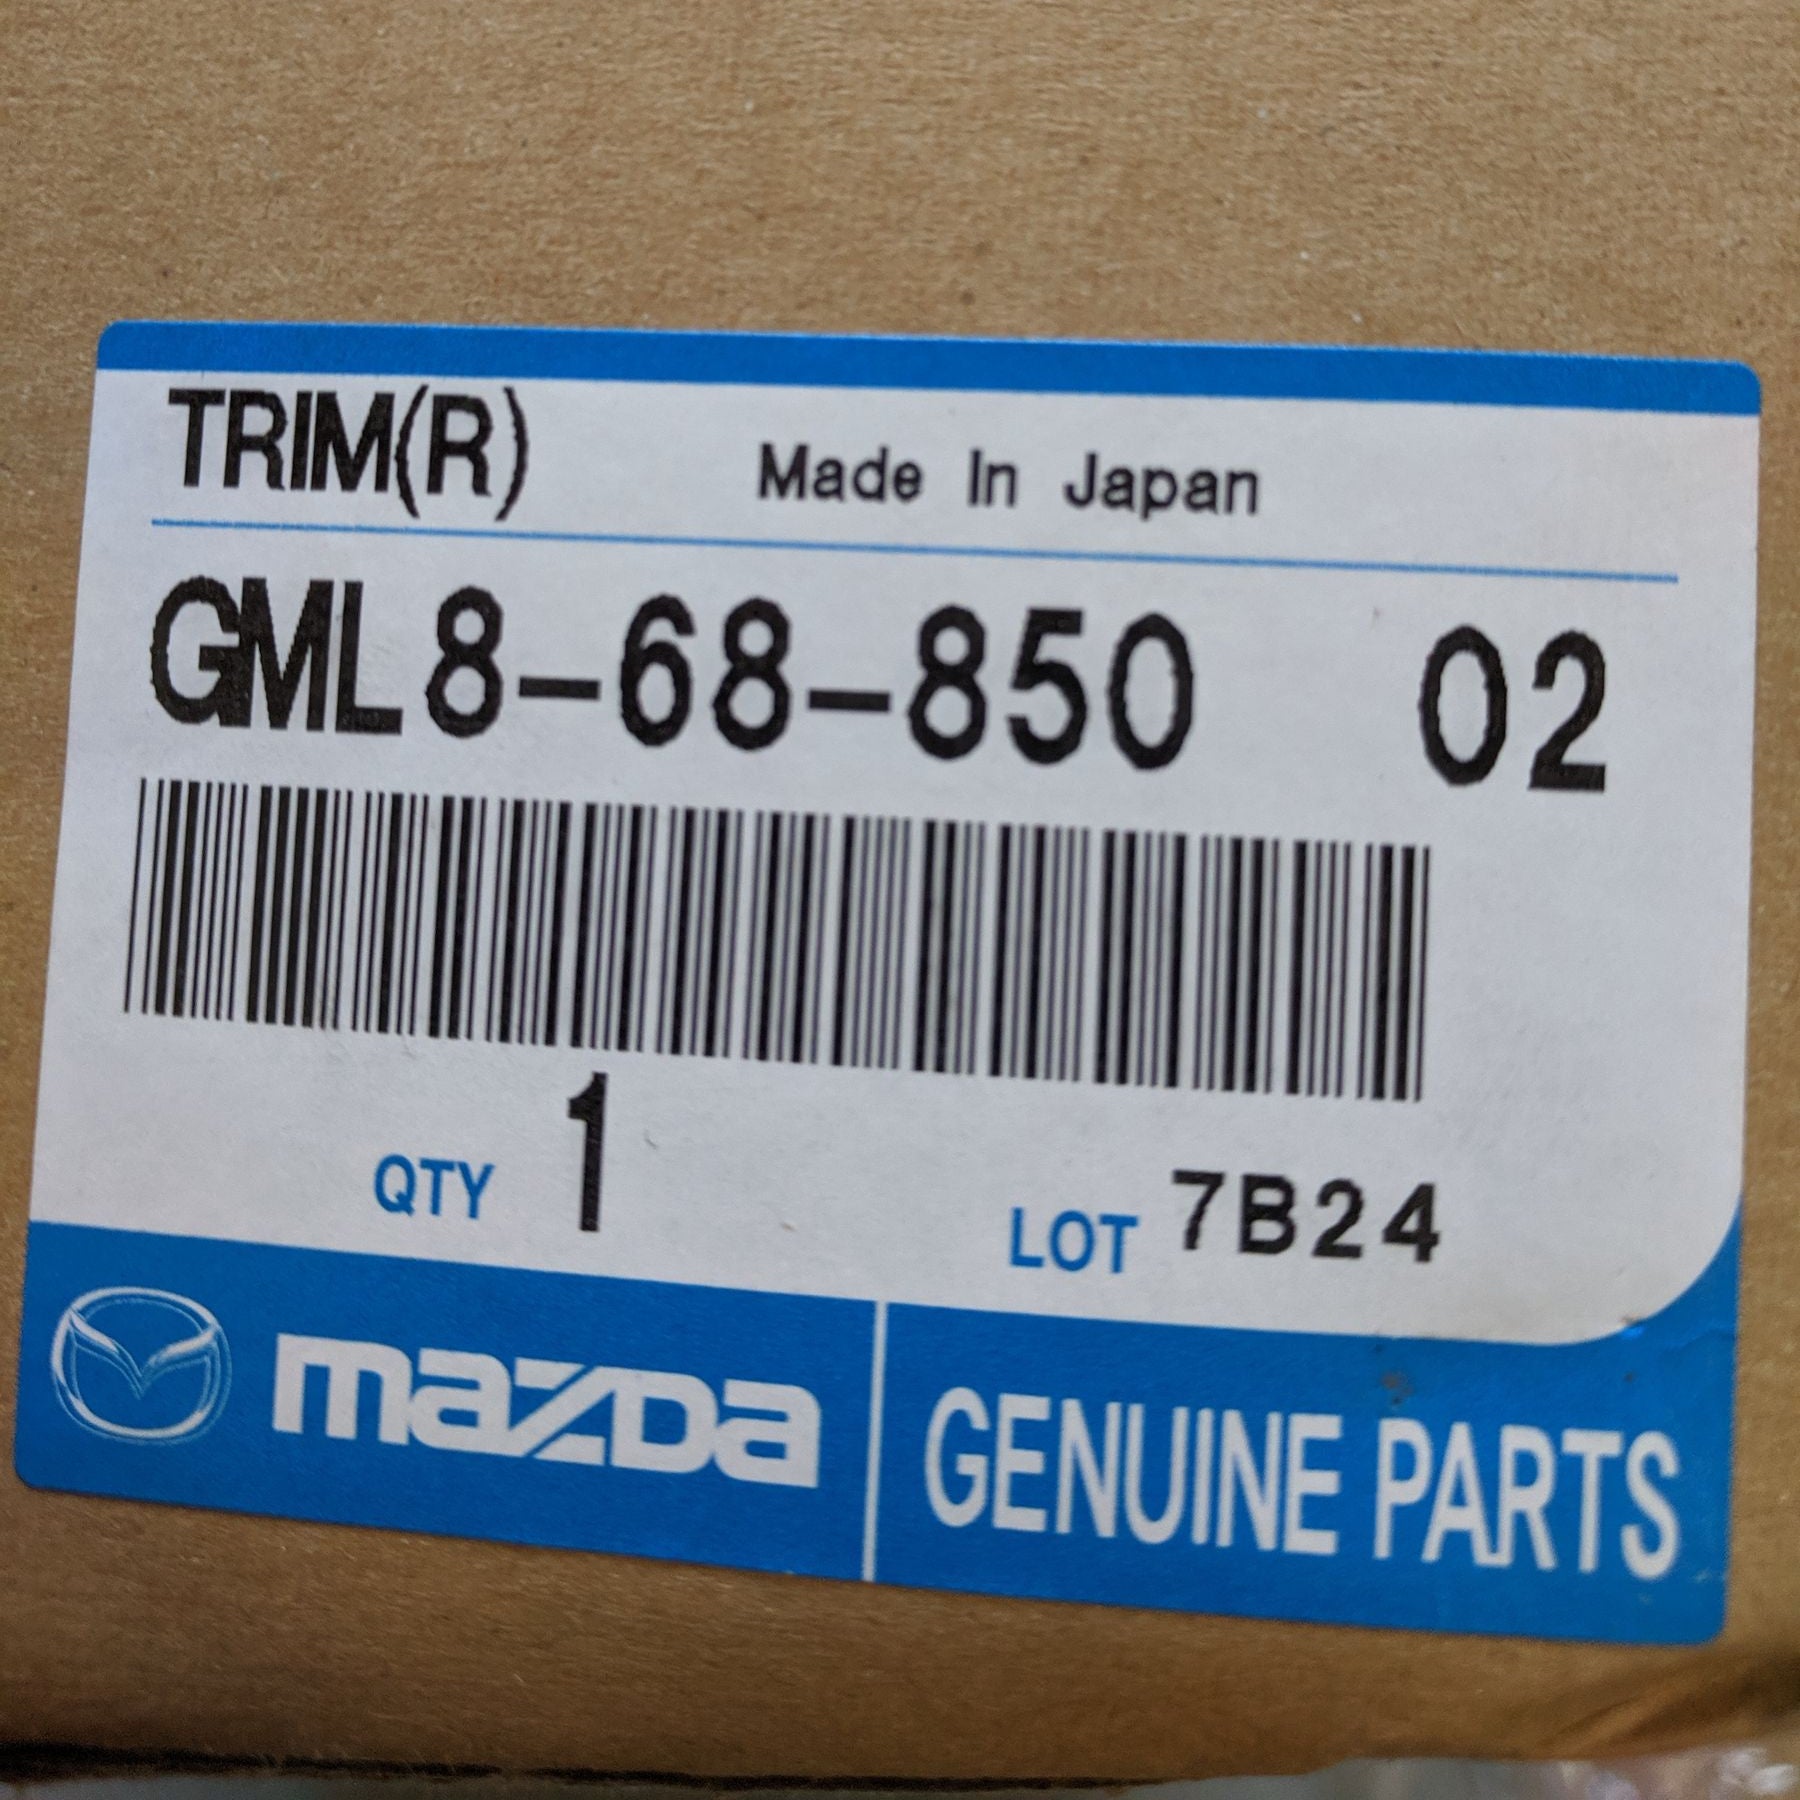 TRIM(R) Made In Japan
GML8-68-850 02
QTY 1 LOT 7B24
mazda GENUINE PARTS